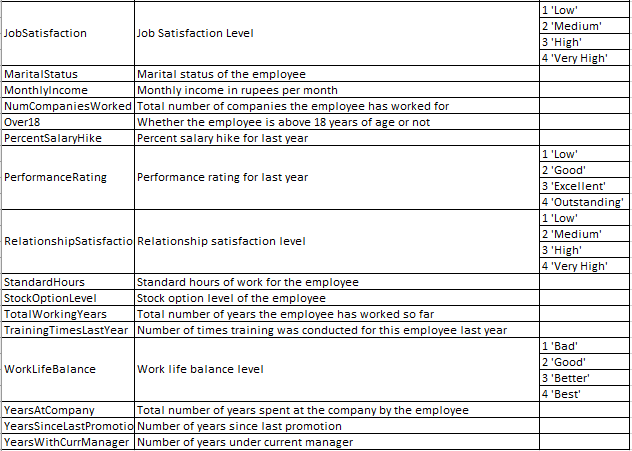 JobSatisfaction Job Satisfaction Level 1 'Low'
2 'Medium'
3 'High'
4 'Very High'
MaritalStatus Marital status of the employee
MonthlyIncome Monthly income in rupees per month
NumCompaniesWorked Total number of companies the employee has worked for
Over18 Whether the employee is above 18 years of age or not
PercentSalaryHike Percent salary hike for last year
PerformanceRating Performance rating for last year 1 'Low'
2 'Good'
3 'Excellent'
4 'Outstanding'
RelationshipSatisfactio Relationship satisfaction level 1 'Low'
2 'Medium'
3 'High'
4 'Very High'
StandardHours Standard hours of work for the employee
StockOptionLevel Stock option level of the employee
TotalWorkingYears Total number of years the employee has worked so far
TrainingTimesLastYear Number of times training was conducted for this employee last year
WorkLifeBalance Work life balance level 1 'Bad'
2 'Good'
3 'Better'
4 'Best'
YearsAtCompany Total number of years spent at the company by the employee
YearsSinceLastPromotio Number of years since last promotion
YearsWithCurrManager Number of years under current manager